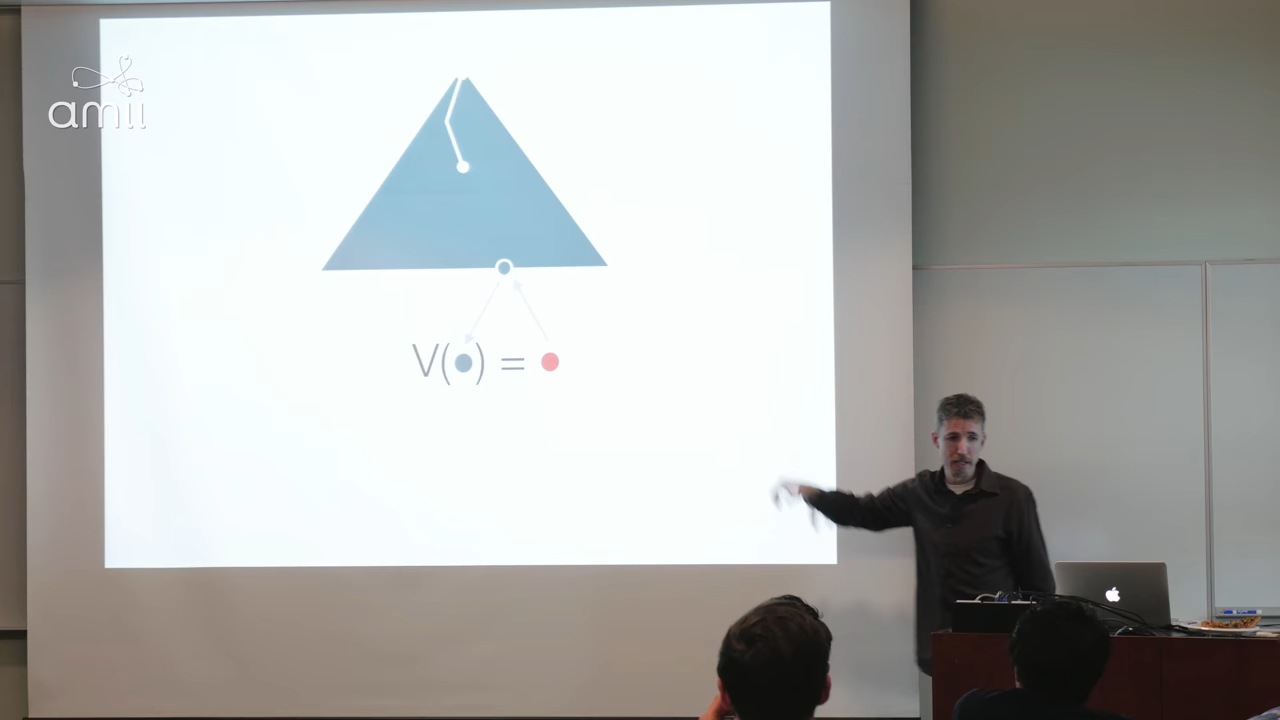 amii
V(●) = ●